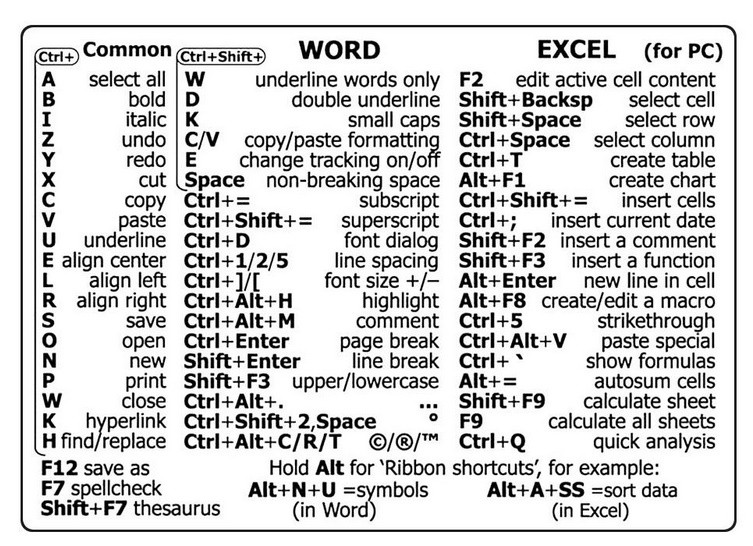 Ctrl+ Common
A select all
B bold
I italic
Z undo
Y redo
X cut
C copy
V paste
U underline
E align center
L align left
R align right
S save
O open
N new
P print
W close
K hyperlink
H find/replace
F12 save as
F7 spellcheck
Shift+F7 thesaurus
Ctrl+Shift+ WORD
W underline words only
D double underline
K small caps
C/V copy/paste formatting
E change tracking on/off
Space non-breaking space
Ctrl+= subscript
Ctrl+Shift+= superscript
Ctrl+D font dialog
Ctrl+1/2/5 line spacing
Ctrl+]/[ font size +/–
Ctrl+Alt+H highlight
Ctrl+Alt+M comment
Ctrl+Enter page break
Shift+Enter line break
Shift+F3 upper/lowercase
Ctrl+Alt+. ...
Ctrl+Shift+2,Space °
Ctrl+Alt+C/R/T ©/®/™
EXCEL (for PC)
F2 edit active cell content
Shift+Backsp select cell
Shift+Space select row
Ctrl+Space select column
Ctrl+T create table
Alt+F1 create chart
Ctrl+Shift+= insert cells
Ctrl+; insert current date
Shift+F2 insert a comment
Shift+F3 insert a function
Alt+Enter new line in cell
Alt+F8 create/edit a macro
Ctrl+5 strikethrough
Ctrl+Alt+V paste special
Ctrl+` show formulas
Alt+= autosum cells
Shift+F9 calculate sheet
F9 calculate all sheets
Ctrl+Q quick analysis
Hold Alt for ‘Ribbon shortcuts’, for example:
Alt+N+U =symbols
(in Word)
Alt+A+SS =sort data
(in Excel)